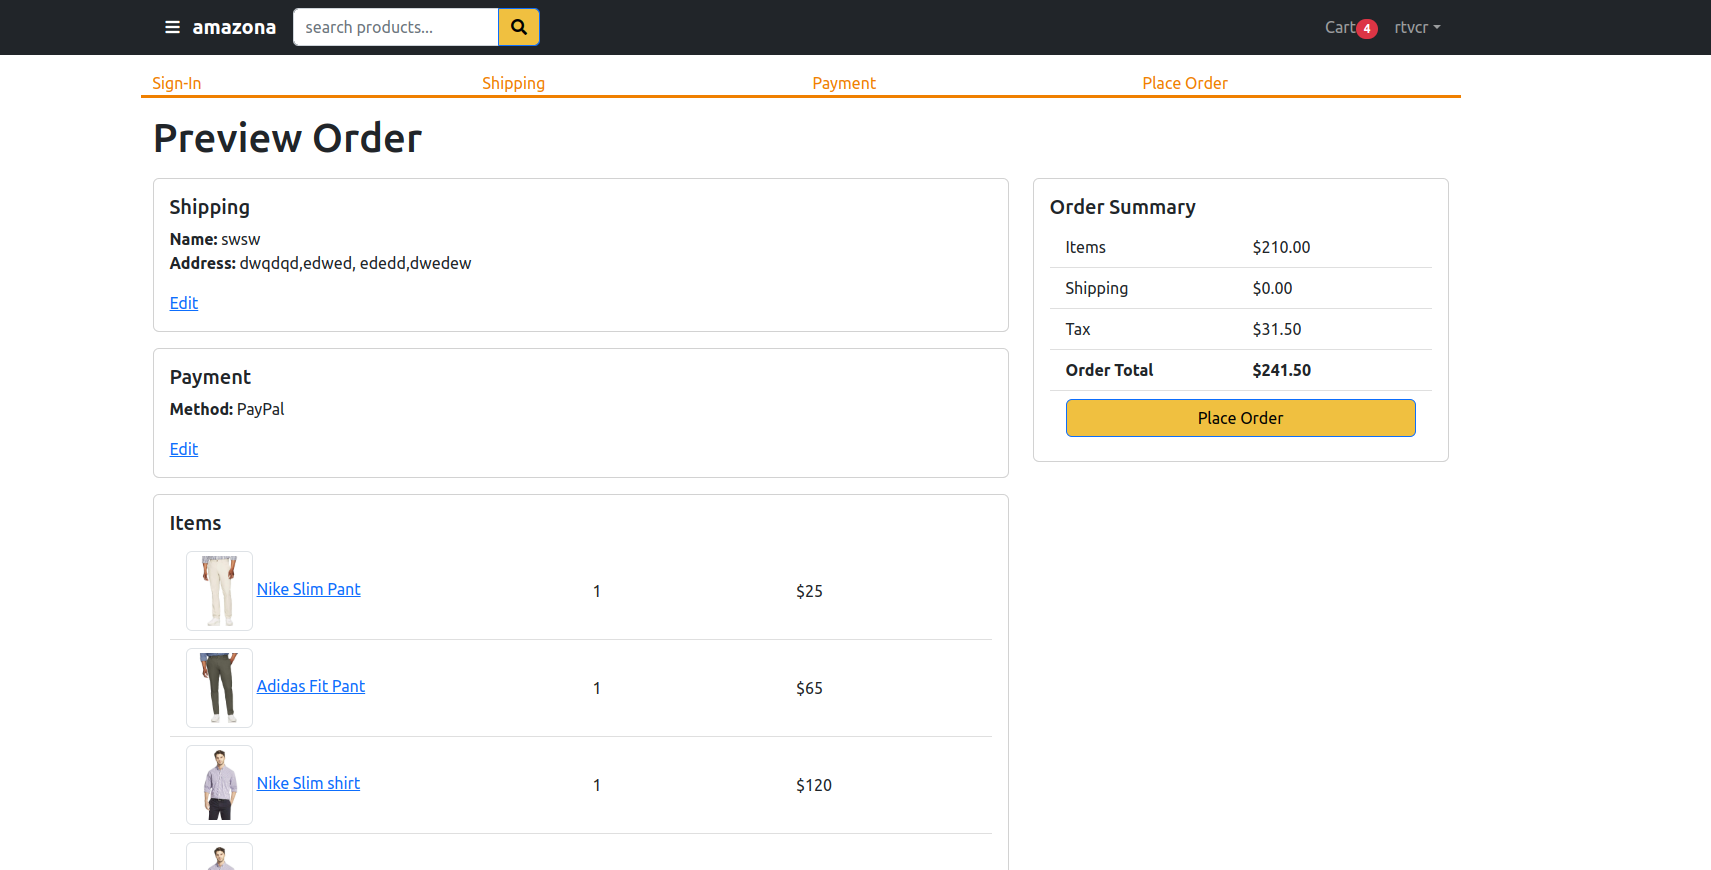 amazona
search products...
Cart 4 rtvcr
Sign-In Shipping Payment Place Order
Preview Order
Shipping
Name: swsw
Address: dwqdqd,edwed, ededd,dwedew
Edit
Payment
Method: PayPal
Edit
Items
Nike Slim Pant 1 $25
Adidas Fit Pant 1 $65
Nike Slim shirt 1 $120
Order Summary
Items $210.00
Shipping $0.00
Tax $31.50
Order Total $241.50
Place Order